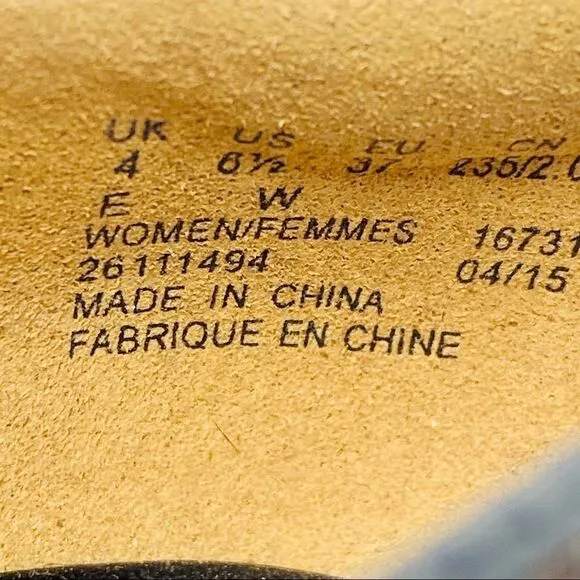 UK US EU CN
4 6½ 37 235/2.0
E W
WOMEN/FEMMES 16731
26111494 04/15
MADE IN CHINA
FABRIQUE EN CHINE